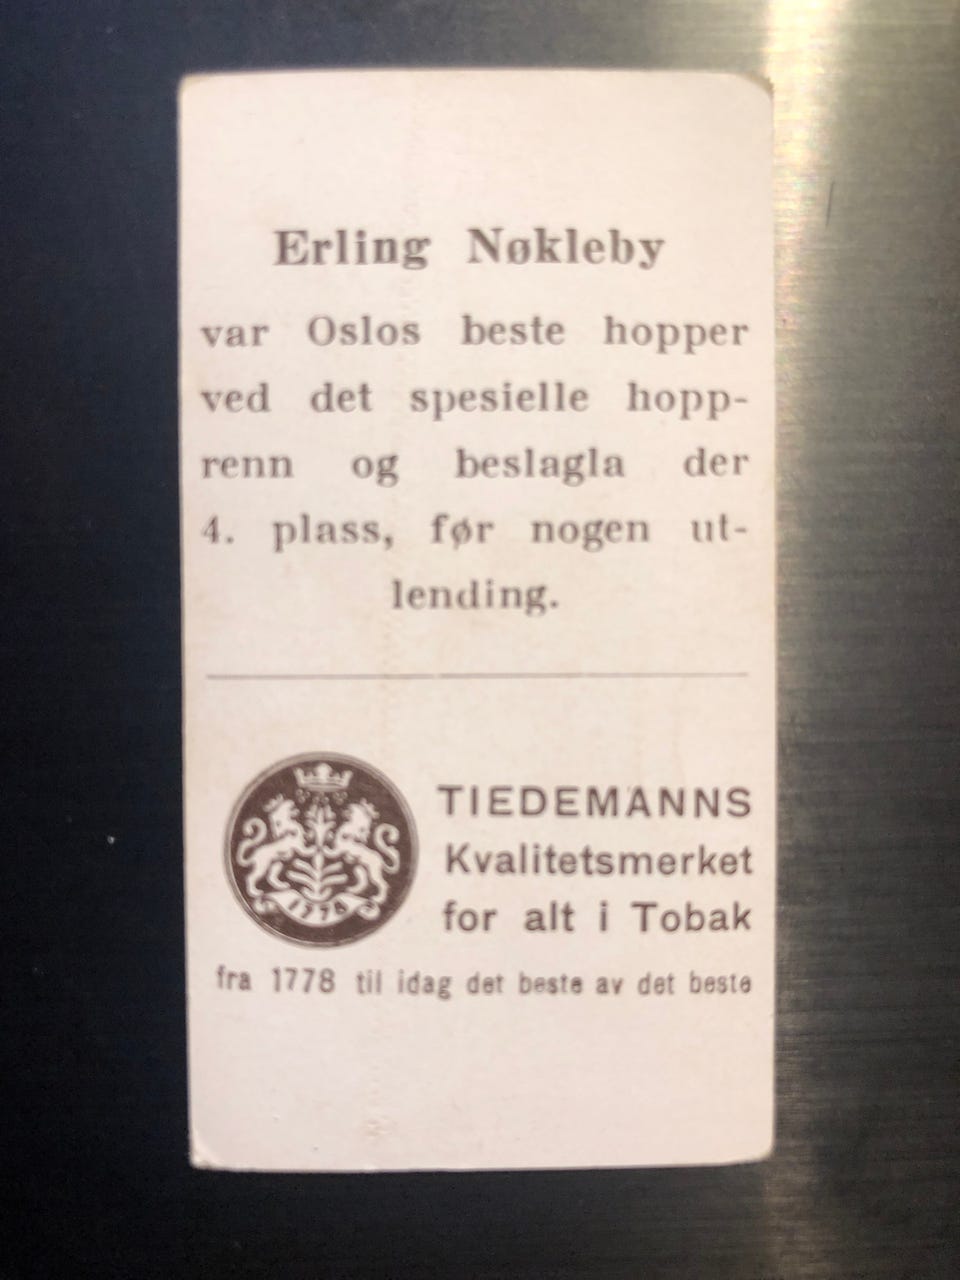 Erling Nøkleby
var Oslos beste hopper
ved det spesielle hopp-
renn og beslagla der
4. plass, før nogen ut-
lending.
TIEDEMANNS
Kvalitetsmerket
for alt i Tobak
1778
fra 1778 til idag det beste av det beste